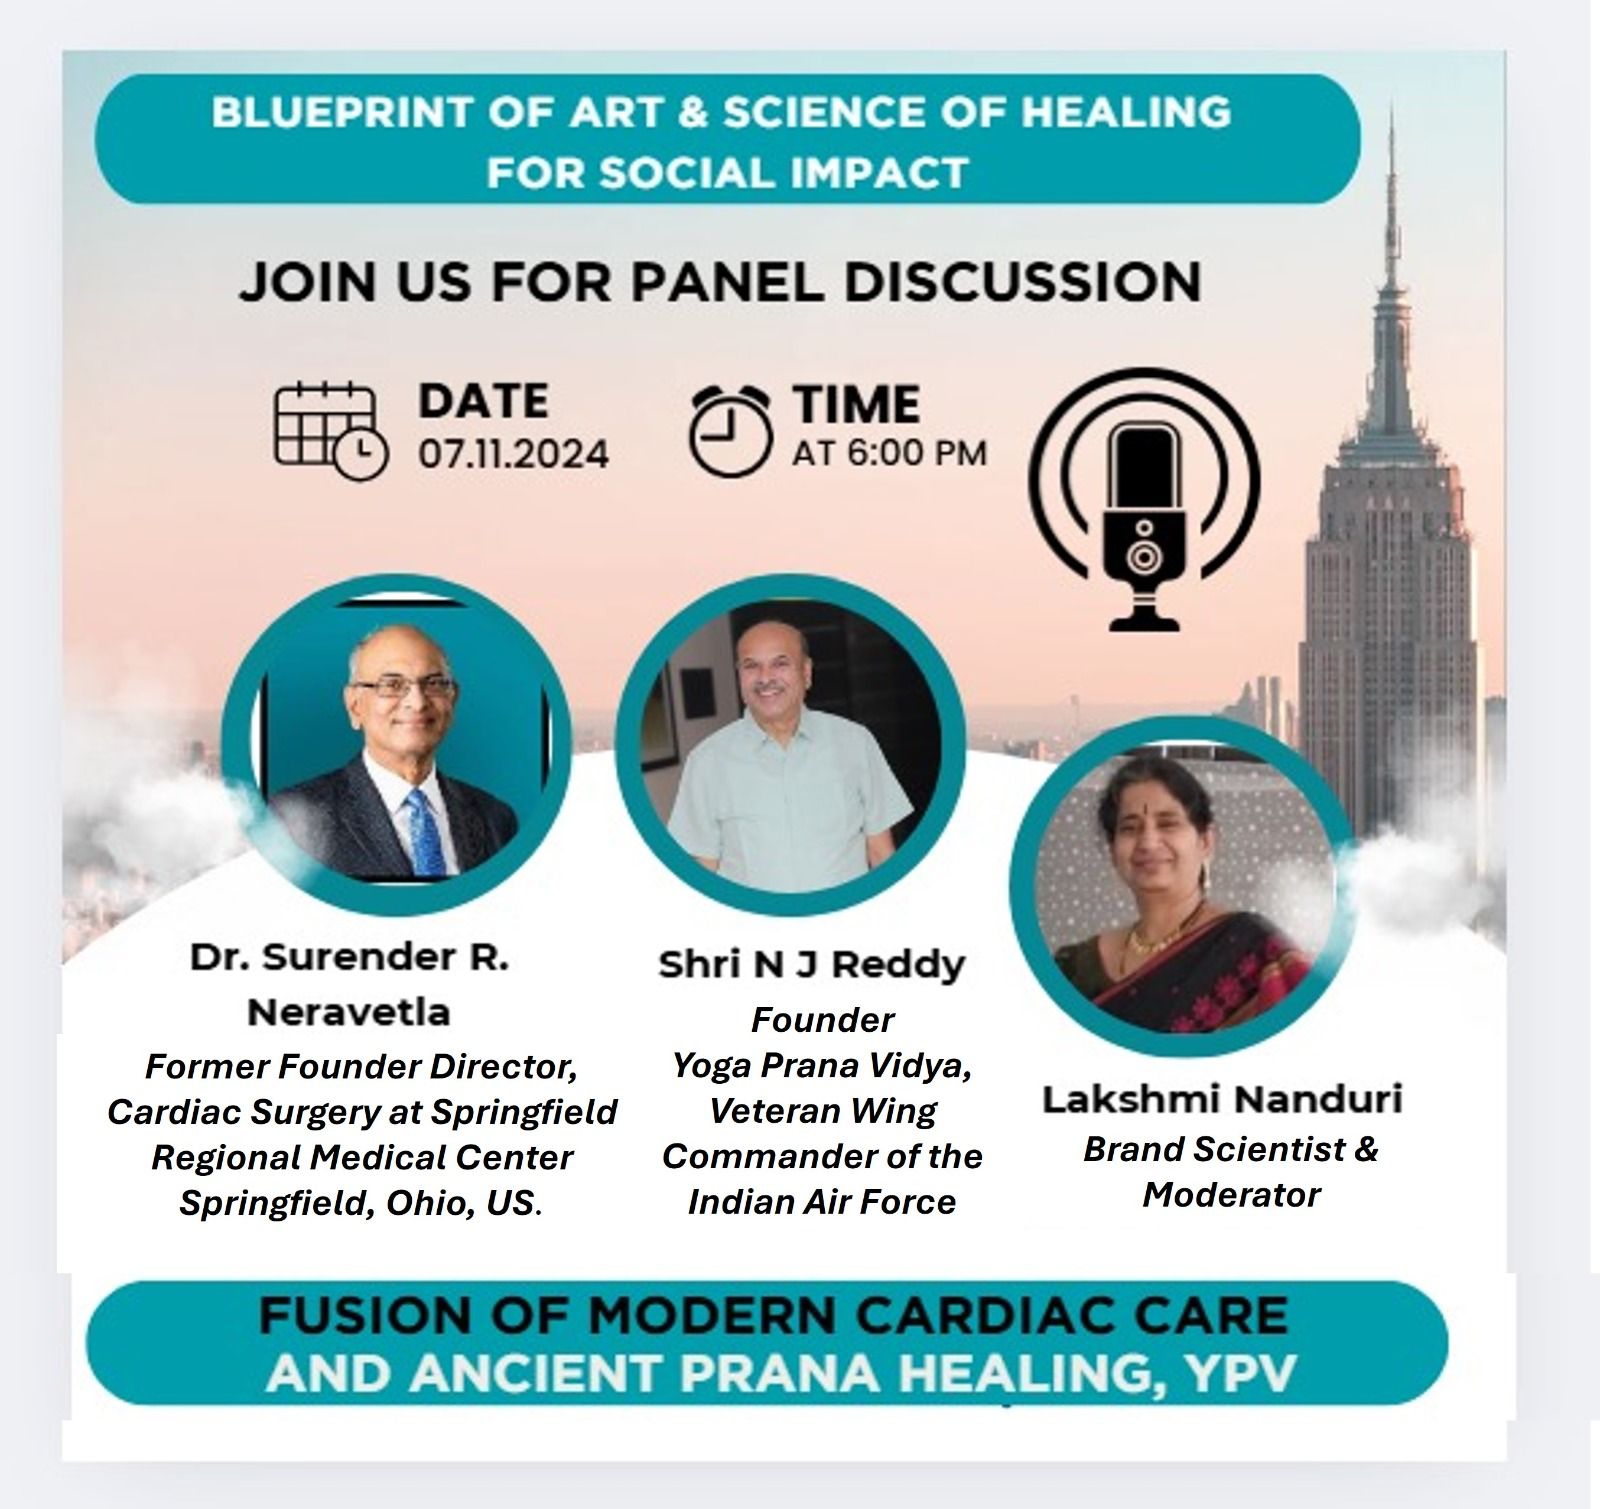 BLUEPRINT OF ART & SCIENCE OF HEALING
FOR SOCIAL IMPACT
JOIN US FOR PANEL DISCUSSION
DATE
07.11.2024
TIME
AT 6:00 PM
Dr. Surender R.
Neravetla
Former Founder Director,
Cardiac Surgery at Springfield
Regional Medical Center
Springfield, Ohio, US.
Shri N J Reddy
Founder
Yoga Prana Vidya,
Veteran Wing
Commander of the
Indian Air Force
Lakshmi Nanduri
Brand Scientist &
Moderator
FUSION OF MODERN CARDIAC CARE
AND ANCIENT PRANA HEALING, YPV